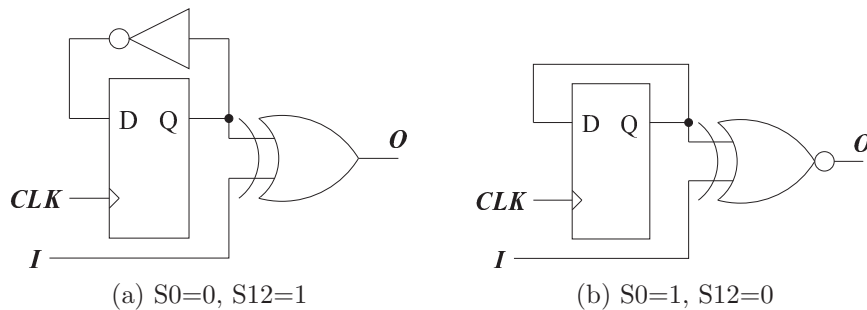 D Q
O
CLK
I
(a) S0=0, S12=1
D Q
O
CLK
I
(b) S0=1, S12=0